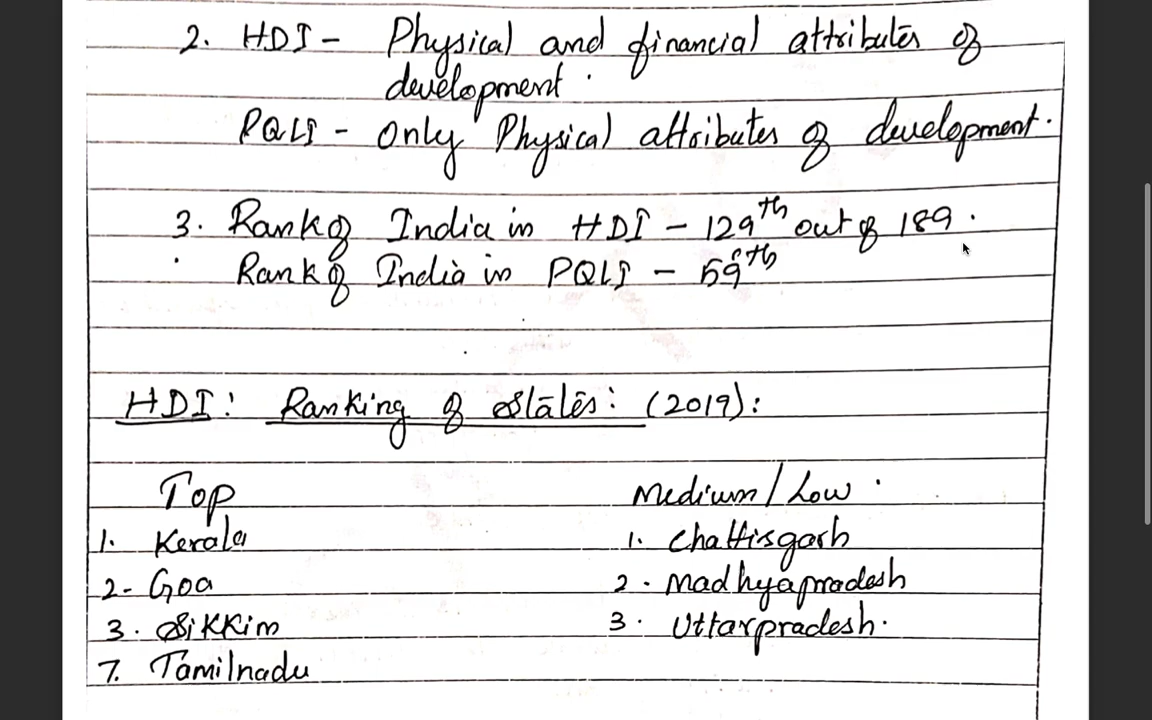 2. HDI - Physical and financial attributes of
development.
PQLI - Only Physical attributes of development.
3. Rank of India in HDI - 129th out of 189.
Rank of India in PQLI - 59th
HDI: Ranking of States: (2019):
Top Medium/Low.
1. Kerala 1. Chattisgarh
2- Goa 2. Madhyapradesh
3. Sikkim 3. Uttarpradesh.
7. Tamilnadu